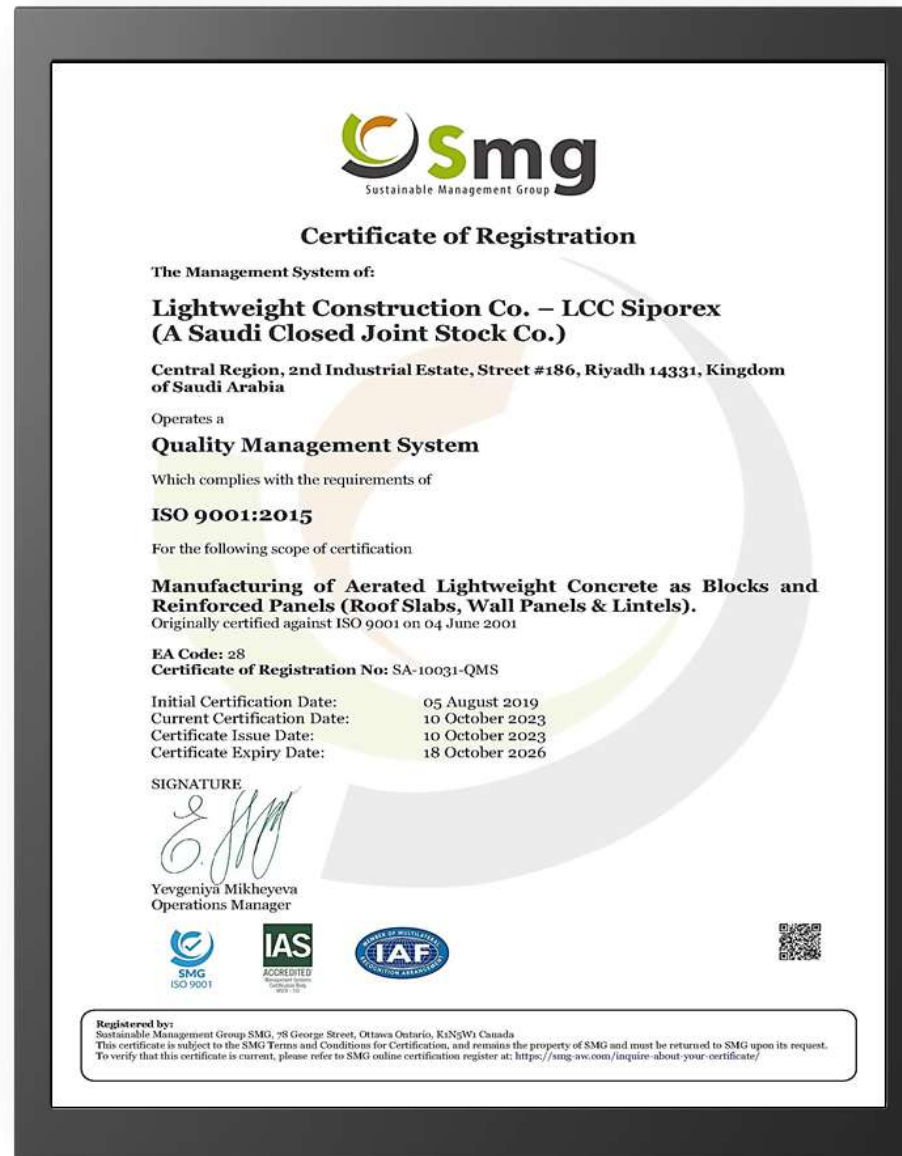 Smg
Sustainable Management Group
Certificate of Registration
The Management System of:
Lightweight Construction Co. – LCC Siporex
(A Saudi Closed Joint Stock Co.)
Central Region, 2nd Industrial Estate, Street #186, Riyadh 14331, Kingdom
of Saudi Arabia
Operates a
Quality Management System
Which complies with the requirements of
ISO 9001:2015
For the following scope of certification
Manufacturing of Aerated Lightweight Concrete as Blocks and
Reinforced Panels (Roof Slabs, Wall Panels & Lintels).
Originally certified against ISO 9001 on 04 June 2001
EA Code: 28
Certificate of Registration No: SA-10031-QMS
Initial Certification Date: 05 August 2019
Current Certification Date: 10 October 2023
Certificate Issue Date: 10 October 2023
Certificate Expiry Date: 18 October 2026
SIGNATURE
Yevgeniya Mikheyeva
Operations Manager
SMG
ISO 9001
IAS
ACCREDITED
Management Systems
Certification Body
MEMBER OF MULTILATERAL
IAF
RECOGNITION ARRANGEMENT
Registered by:
Sustainable Management Group SMG, 78 George Street, Ottawa Ontario, K1N5W1 Canada
This certificate is subject to the SMG Terms and Conditions for Certification, and remains the property of SMG and must be returned to SMG upon its request.
To verify that this certificate is current, please refer to SMG online certification register at: https://smg-aw.com/inquire-about-your-certificate/